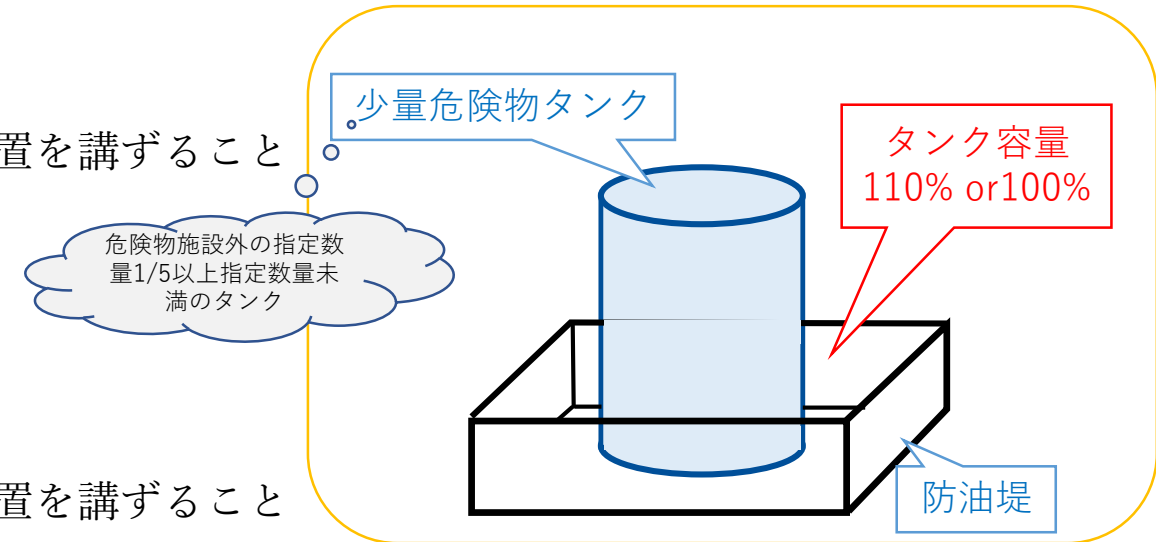 少量危険物タンク
タンク容量
110% or100%
置を講ずること
危険物施設外の指定数
量1/5以上指定数量未
満のタンク
置を講ずること
防油堤